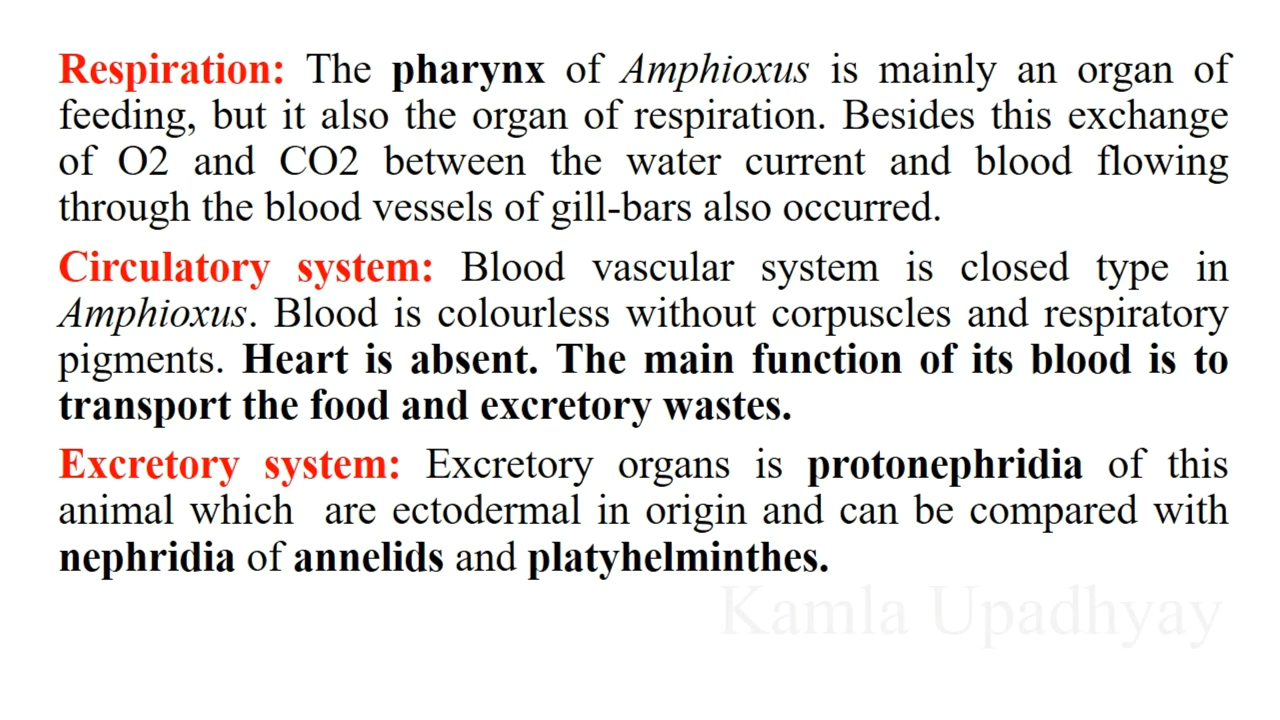 Respiration: The pharynx of Amphioxus is mainly an organ of
feeding, but it also the organ of respiration. Besides this exchange
of O2 and CO2 between the water current and blood flowing
through the blood vessels of gill-bars also occurred.
Circulatory system: Blood vascular system is closed type in
Amphioxus. Blood is colourless without corpuscles and respiratory
pigments. Heart is absent. The main function of its blood is to
transport the food and excretory wastes.
Excretory system: Excretory organs is protonephridia of this
animal which are ectodermal in origin and can be compared with
nephridia of annelids and platyhelminthes.
Kamla Upadhyay